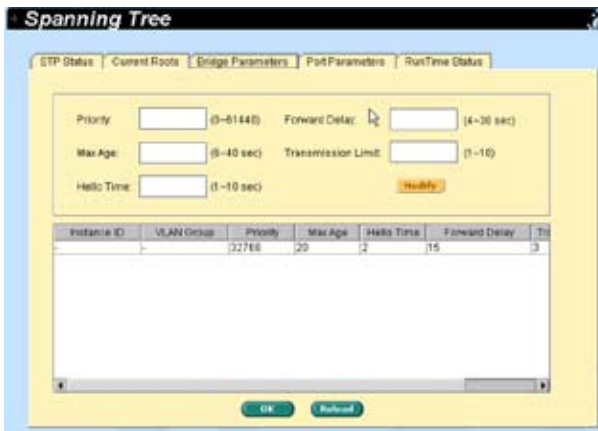 Spanning Tree
STP Status Current Roots Bridge Parameters Port Parameters RunTime Status
Priority: (0~61440) Forward Delay: (4~30 sec)
Max Age: (6~40 sec) Transmission Limit: (1~10)
Hello Time: (1~10 sec) Modify
Instance ID VLAN Group Priority Max Age Hello Time Forward Delay
- - 32768 20 2 15 3
OK Reload